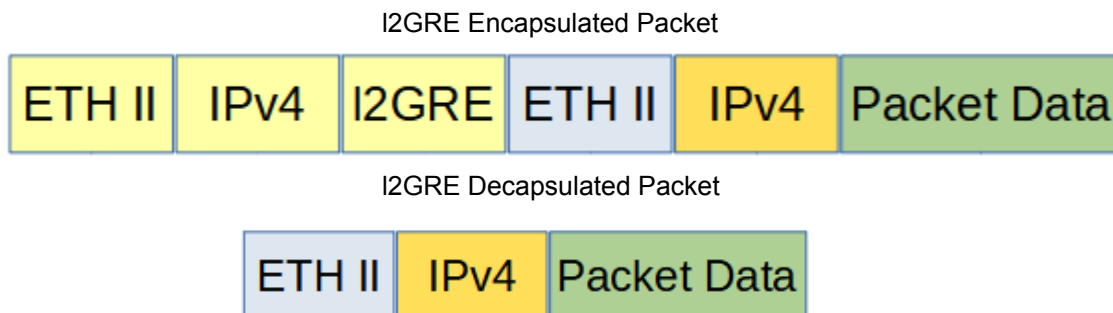 l2GRE Encapsulated Packet
ETH II IPv4 l2GRE ETH II IPv4 Packet Data
l2GRE Decapsulated Packet
ETH II IPv4 Packet Data